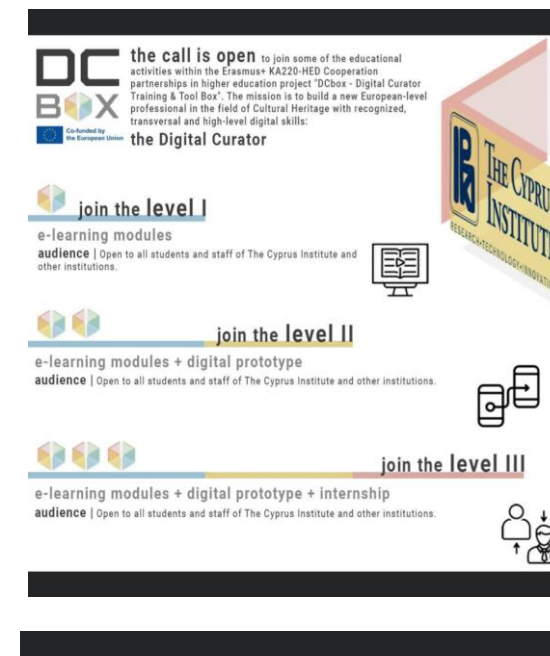 DC
BOX
Co-funded by
the European Union
the call is open to join some of the educational
activities within the Erasmus+ KA220-HED Cooperation
partnerships in higher education project "DCbox - Digital Curator
Training & Tool Box". The mission is to build a new European-level
professional in the field of Cultural Heritage with recognized,
transversal and high-level digital skills:
the Digital Curator
THE CYPRU
INSTITUTE
RESEARCH•TECHNOLOGY•INNOVATI
join the level I
e-learning modules
audience | Open to all students and staff of The Cyprus Institute and
other institutions.
join the level II
e-learning modules + digital prototype
audience | Open to all students and staff of The Cyprus Institute and other institutions.
join the level III
e-learning modules + digital prototype + internship
audience | Open to all students and staff of The Cyprus Institute and other institutions.